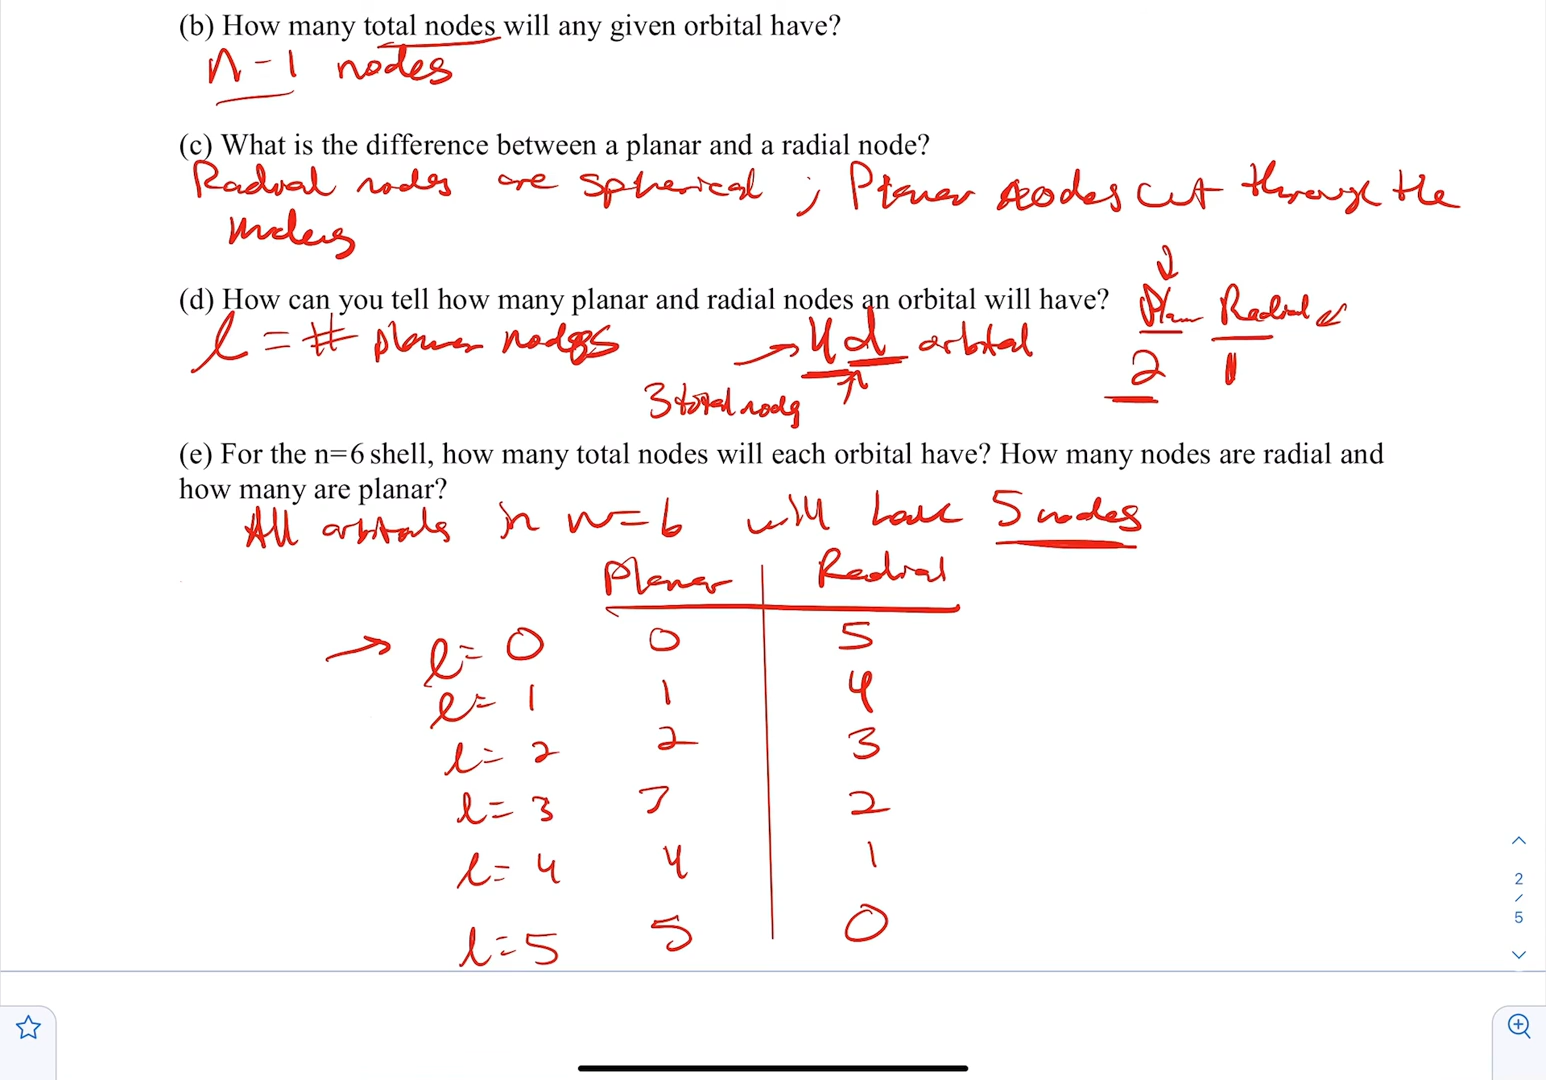 (b) How many total nodes will any given orbital have?
n-1 nodes
(c) What is the difference between a planar and a radial node?
Radial nodes are spherical ; Planar nodes cut through the
nucleus
(d) How can you tell how many planar and radial nodes an orbital will have?
Plan Radial
l = # planar nodes → 4d orbital
2 1
3 total nodes
(e) For the n=6 shell, how many total nodes will each orbital have? How many nodes are radial and
how many are planar?
All orbitals in n=6 will have 5 nodes
Planar Radial
→ l= 0 0 5
l= 1 1 4
l= 2 2 3
l= 3 3 2
l= 4 4 1
l= 5 5 0
2
/
5